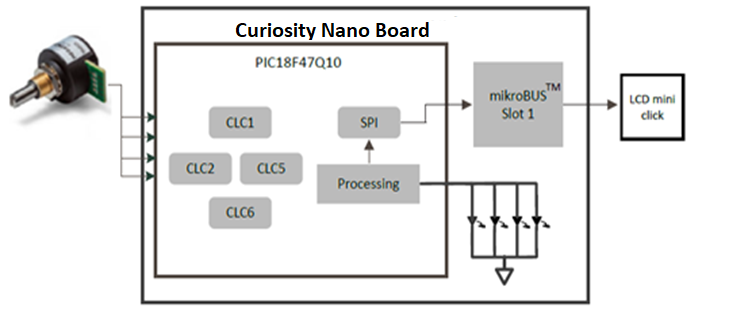 Curiosity Nano Board
PIC18F47Q10
CLC1
CLC2
CLC5
CLC6
SPI
Processing
mikroBUS™
Slot 1
LCD mini
click